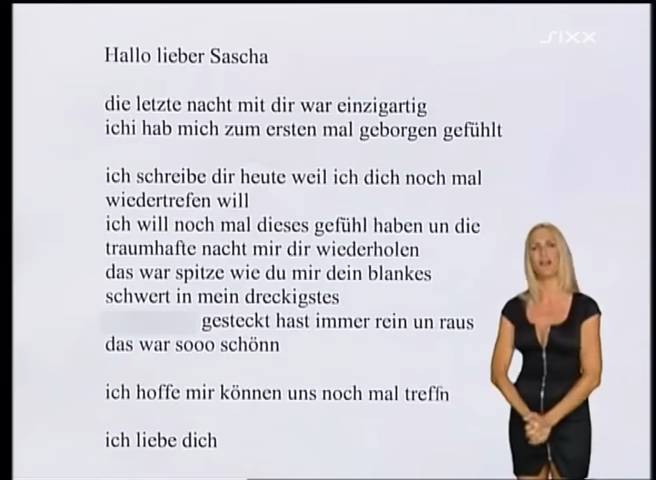 sixx
Hallo lieber Sascha
die letzte nacht mit dir war einzigartig
ichi hab mich zum ersten mal geborgen gefühlt
ich schreibe dir heute weil ich dich noch mal
wiedertrefen will
ich will noch mal dieses gefühl haben un die
traumhafte nacht mir dir wiederholen
das war spitze wie du mir dein blankes
schwert in mein dreckigstes
gesteckt hast immer rein un raus
das war sooo schönn
ich hoffe mir können uns noch mal treffn
ich liebe dich